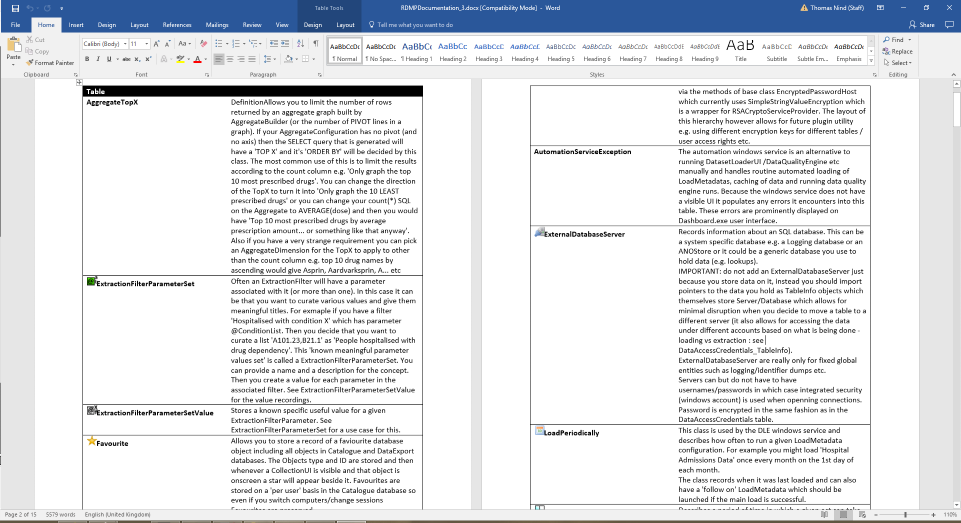 Table Tools
RDMPDocumentation_3.docx [Compatibility Mode] - Word
Thomas Nind (Staff)
File Home Insert Design Layout References Mailings Review View Design Layout Tell me what you want to do Share
Cut
Copy
Format Painter
Paste
Calibri (Body) 11
AaBbCcDc AaBbCcDc AaBbCc AaBbCc AaBbCcC AaBbCcL AaBbCcDc AaBbCcDc AaBbCcDc AaBbCcDdE AaBbCcDdE AaB AaBbCcC AaBbCcDc AaBbCcDc
¶ Normal ¶ No Spac... ¶ Heading 1 Heading 2 ¶ Heading 3 ¶ Heading 4 ¶ Heading 5 ¶ Heading 6 ¶ Heading 7 ¶ Heading 8 ¶ Heading 9 Title Subtitle Subtle Em... Emphasis
Find
Replace
Select
Clipboard Font Paragraph Styles Editing
Table
AggregateTopX
DefinitionAllows you to limit the number of rows
returned by an aggregate graph built by
AggregateBuilder (or the number of PIVOT lines in a
graph). If your AggregateConfiguration has no pivot (and
no axis) then the SELECT query that is generated will
have a 'TOP X' and it's 'ORDER BY' will be decided by this
class. The most common use of this is to limit the results
according to the count column e.g. 'Only graph the top
10 most prescribed drugs'. You can change the direction
of the TopX to turn it into 'Only graph the 10 LEAST
prescribed drugs' or you can change your count(*) SQL
on the Aggregate to AVERAGE(dose) and then you would
have 'Top 10 most prescribed drugs by average
prescription amount... or something like that anyway'.
Also if you have a very strange requirement you can pick
an AggregateDimension for the TopX to apply to other
than the count column e.g. top 10 drug names by
ascending would give Asprin, Aardvarksprin, A... etc
ExtractionFilterParameterSet
Often an ExtractionFilter will have a parameter
associated with it (or more than one). In this case it can
be that you want to curate various values and give them
meaningful titles. For exmaple if you have a filter
'Hospitalised with condition X' which has parameter
@ConditionList. Then you decide that you want to
curate a list 'A101.23,B21.1' as 'People hospitalised with
drug dependency'. This 'known meaningful parameter
values set' is called a ExtractionFilterParameterSet. You
can provide a name and a description for the concept.
Then you create a value for each parameter in the
associated filter. See ExtractionFilterParameterSetValue
for the value recordings.
ExtractionFilterParameterSetValue
Stores a known specific useful value for a given
ExtractionFilterParameter. See
ExtractionFilterParameterSet for a use case for this.
Favourite
Allows you to store a record of a faviourite database
object including all objects in Catalogue and DataExport
databases. The Objects type and ID are stored and then
whenever a CollectionUI is visible and that object is
onscreen a star will appear beside it. Favourites are
stored on a 'per user' basis in the Catalogue database so
even if you switch computers/change sessions
Favourites are preserved.
via the methods of base class EncryptedPasswordHost
which currently uses SimpleStringValueEncryption which
is a wrapper for RSACryptoServiceProvider. The layout of
this hierarchy however allows for future plugin utility
e.g. using different encryption keys for different tables /
user access rights etc.
AutomationServiceException
The automation windows service is an alternative to
running DatasetLoaderUI /DataQualityEngine etc
manually and handles routine automated loading of
LoadMetadatas, caching of data and running data quality
engine runs. Because the windows service does not have
a visible UI it populates any errors it encounters into this
table. These errors are prominently displayed on
Dashboard.exe user interface.
ExternalDatabaseServer
Records information about an SQL database. This can be
a system specific database e.g. a Logging database or an
ANOStore or it could be a generic database you use to
hold data (e.g. lookups).
IMPORTANT: do not add an ExternalDatabaseServer just
because you store data on it, instead you should import
pointers to the data you hold as TableInfo objects which
themselves store Server/Database which allows for
minimal disruption when you decide to move a table to a
different server (it also allows for accessing the data
under different accounts based on what is being done -
loading vs extraction : see
DataAccessCredentials_TableInfo).
ExternalDatabaseServer are really only for fixed global
entities such as logging/identifier dumps etc.
Servers can but do not have to have
usernames/passwords in which case integrated security
(windows account) is used when openning connections.
Password is encrypted in the same fashion as in the
DataAccessCredentials table.
LoadPeriodically
This class is used by the DLE windows service and
describes how often to run a given LoadMetadata
configuration. For example you might load 'Hospital
Admissions Data' once every month on the 1st day of
each month.
The class records when it was last loaded and can also
have a 'follow on' LoadMetadata which should be
launched if the main load is successful.
Page 2 of 15 5579 words English (United Kingdom) 110%